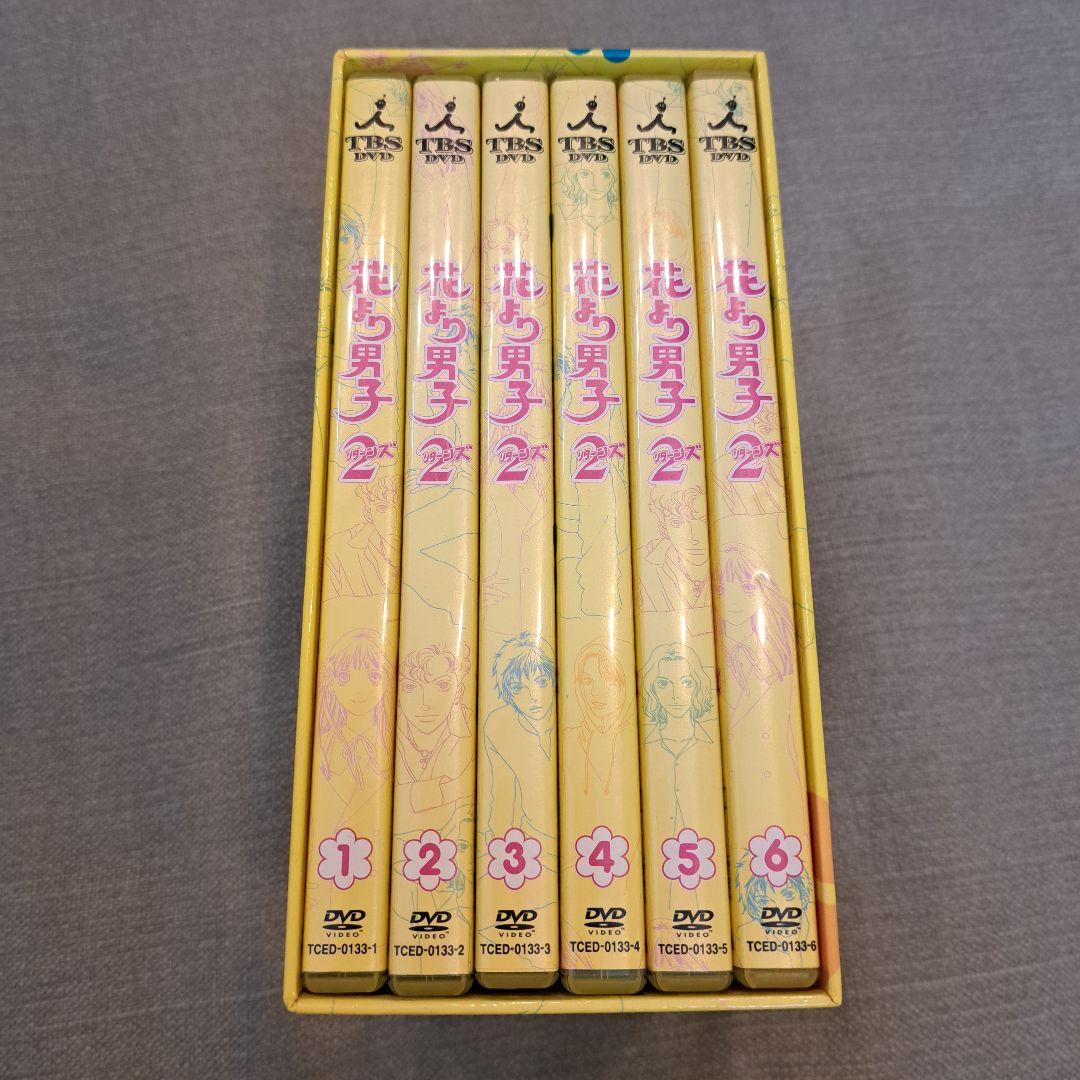 TBS
DVD
花より男子
2
リターンズ
1
DVD
VIDEO
TCED-0133-1
TBS
DVD
花より男子
2
リターンズ
2
DVD
VIDEO
TCED-0133-2
TBS
DVD
花より男子
2
リターンズ
3
DVD
VIDEO™
TCED-0133-3
TBS
DVD
花より男子
2
リターンズ
4
DVD
VIDEO™
TCED-0133-4
TBS
DVD
花より男子
2
リターンズ
5
DVD
VIDEO™
TCED-0133-5
TBS
DVD
花より男子
2
リターンズ
6
DVD
VIDEO™
TCED-0133-6